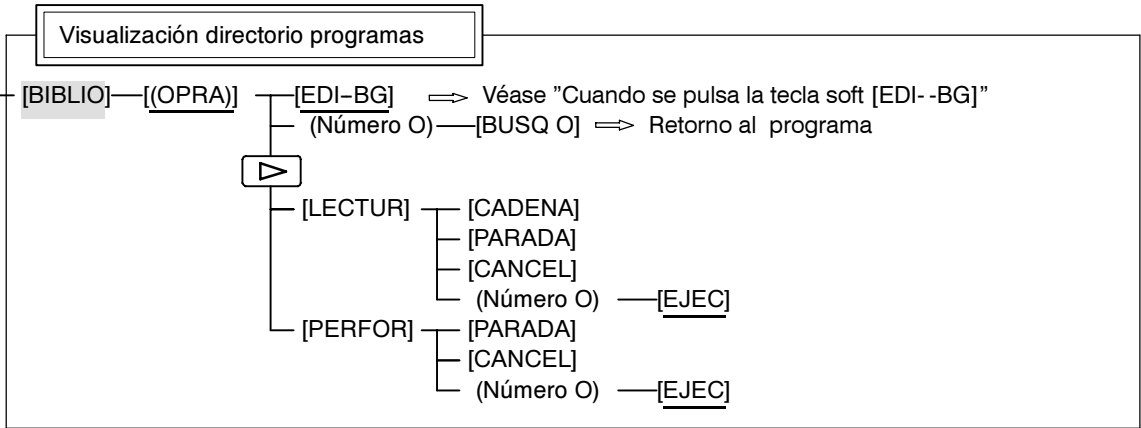 Visualización directorio programas
[BIBLIO] [(OPRA)] [EDI-BG] Véase "Cuando se pulsa la tecla soft [EDI- -BG]"
(Número O) [BUSQ O] Retorno al programa
[LECTUR] [CADENA]
[PARADA]
[CANCEL]
(Número O) [EJEC]
[PERFOR] [PARADA]
[CANCEL]
(Número O) [EJEC]